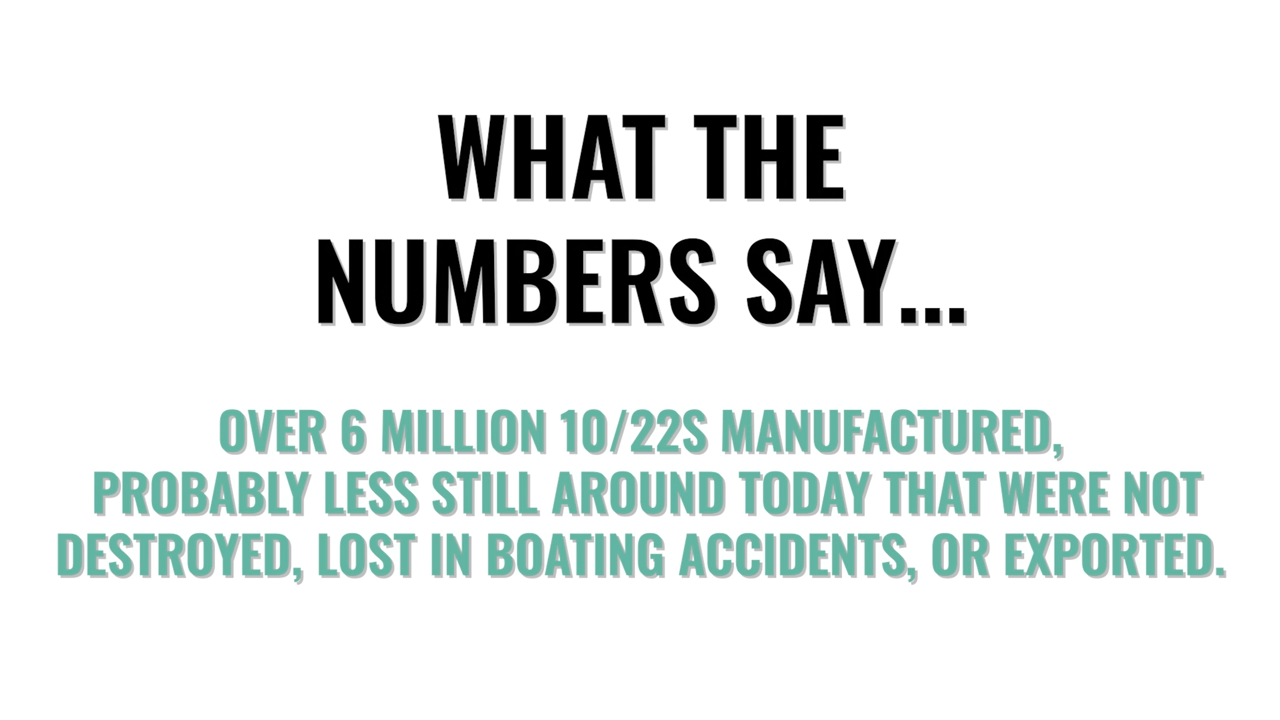 WHAT THE
NUMBERS SAY...
OVER 6 MILLION 10/22S MANUFACTURED,
PROBABLY LESS STILL AROUND TODAY THAT WERE NOT
DESTROYED, LOST IN BOATING ACCIDENTS, OR EXPORTED.